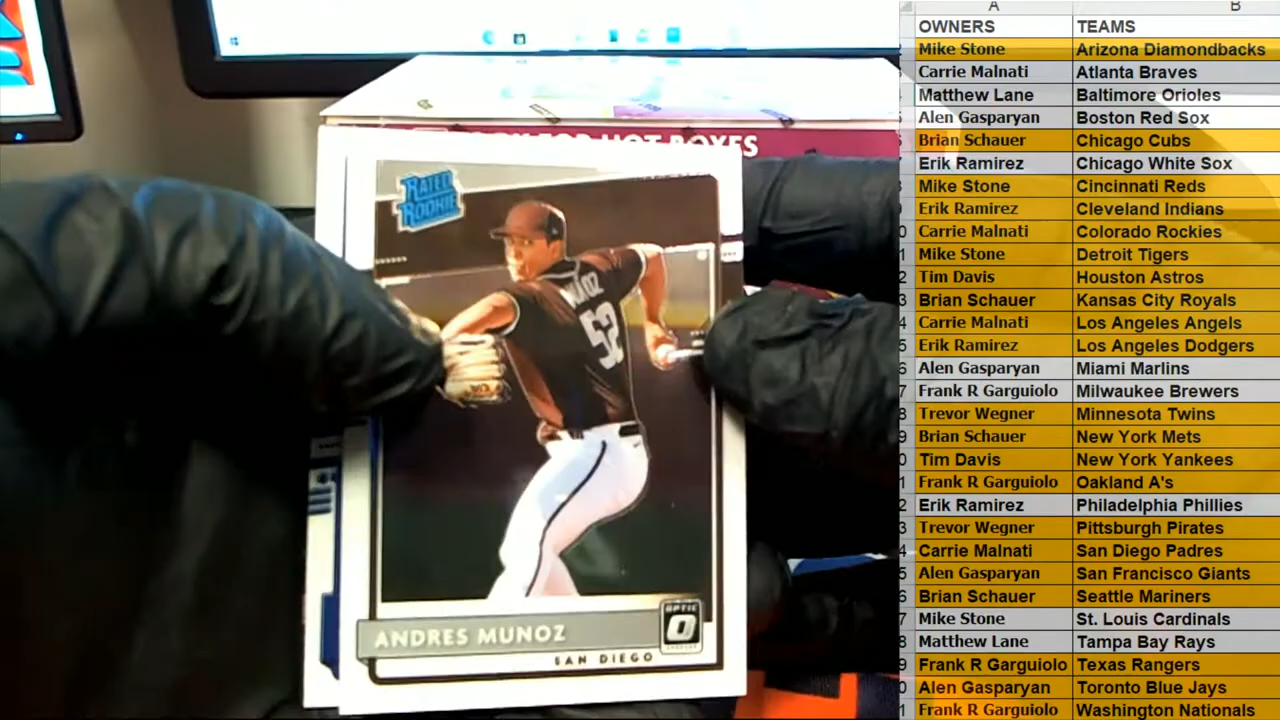 A B
OWNERS TEAMS
Mike Stone Arizona Diamondbacks
Carrie Malnati Atlanta Braves
Matthew Lane Baltimore Orioles
Alen Gasparyan Boston Red Sox
Brian Schauer Chicago Cubs
Erik Ramirez Chicago White Sox
Mike Stone Cincinnati Reds
Erik Ramirez Cleveland Indians
Carrie Malnati Colorado Rockies
Mike Stone Detroit Tigers
Tim Davis Houston Astros
Brian Schauer Kansas City Royals
Carrie Malnati Los Angeles Angels
Erik Ramirez Los Angeles Dodgers
Alen Gasparyan Miami Marlins
Frank R Garguiolo Milwaukee Brewers
Trevor Wegner Minnesota Twins
Brian Schauer New York Mets
Tim Davis New York Yankees
Frank R Garguiolo Oakland A's
Erik Ramirez Philadelphia Phillies
Trevor Wegner Pittsburgh Pirates
Carrie Malnati San Diego Padres
Alen Gasparyan San Francisco Giants
Brian Schauer Seattle Mariners
Mike Stone St. Louis Cardinals
Matthew Lane Tampa Bay Rays
Frank R Garguiolo Texas Rangers
Alen Gasparyan Toronto Blue Jays
Frank R Garguiolo Washington Nationals
FOR HOT BOXES
RATED
ROOKIE
MUÑOZ
52
OPTIC
O
ANDRES MUNOZ
SAN DIEGO